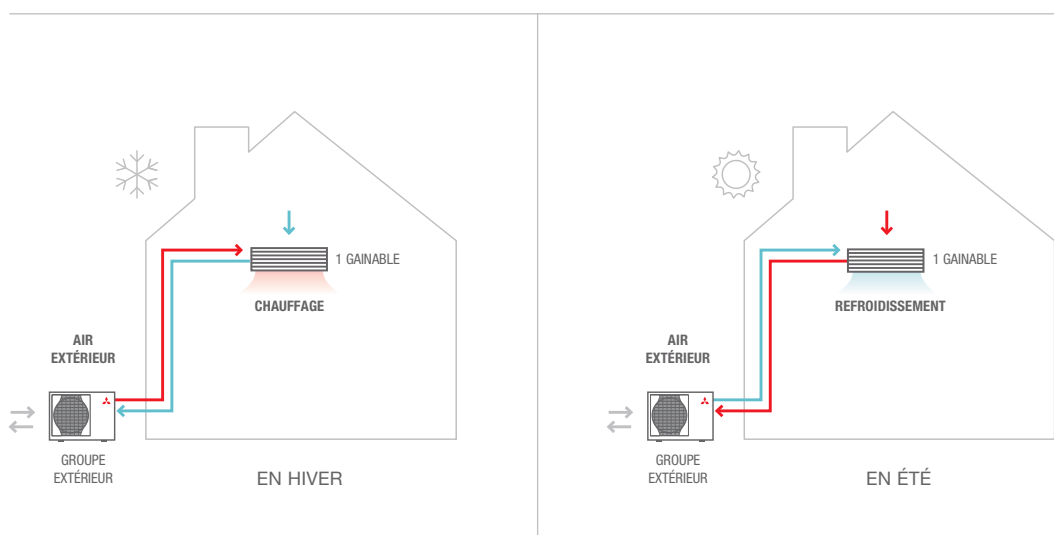 1 GAINABLE
CHAUFFAGE
AIR
EXTÉRIEUR
GROUPE
EXTÉRIEUR
EN HIVER
1 GAINABLE
REFROIDISSEMENT
AIR
EXTÉRIEUR
GROUPE
EXTÉRIEUR
EN ÉTÉ